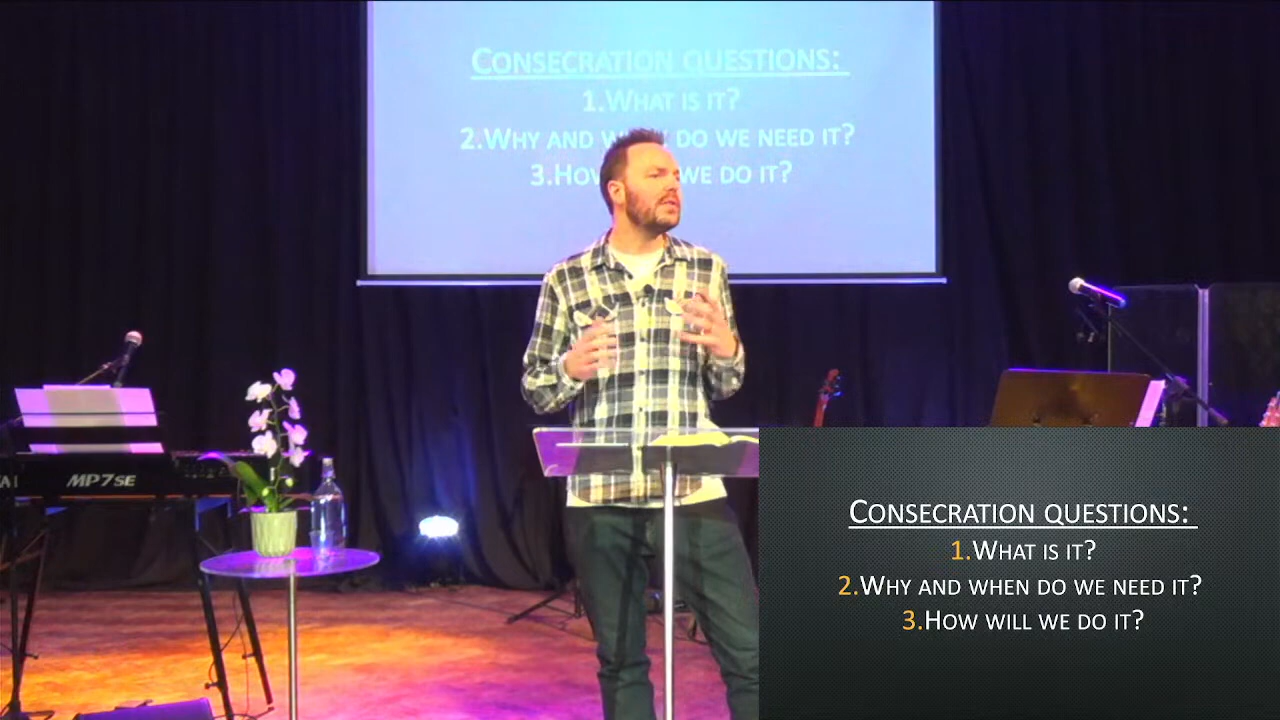 CONSECRATION QUESTIONS:
1.WHAT IS IT?
2.WHY AND DO WE NEED IT?
3. WE DO IT?
MP7SE
CONSECRATION QUESTIONS:
1.WHAT IS IT?
2.WHY AND WHEN DO WE NEED IT?
3.HOW WILL WE DO IT?